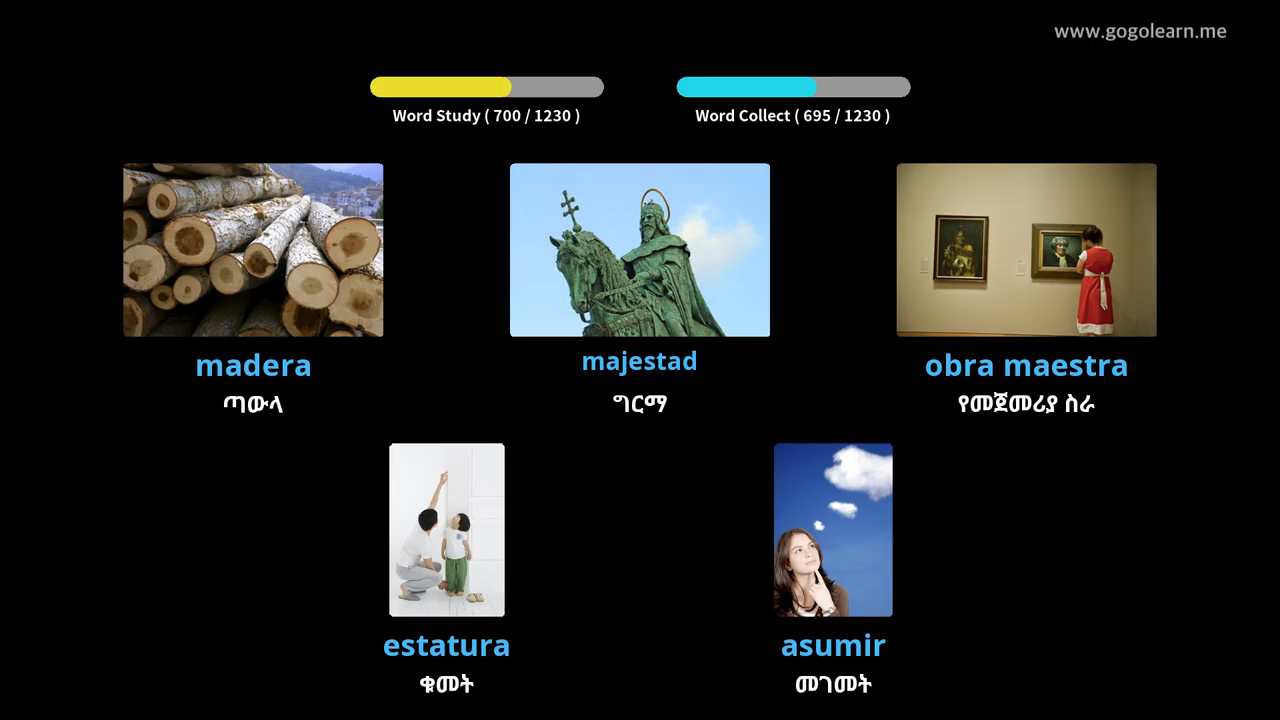 www.gogolearn.me
Word Study ( 700 / 1230 )
Word Collect ( 695 / 1230 )
madera
ጣውላ
majestad
ግርማ
obra maestra
የመጀመሪያ ስራ
estatura
ቁመት
asumir
መገመት